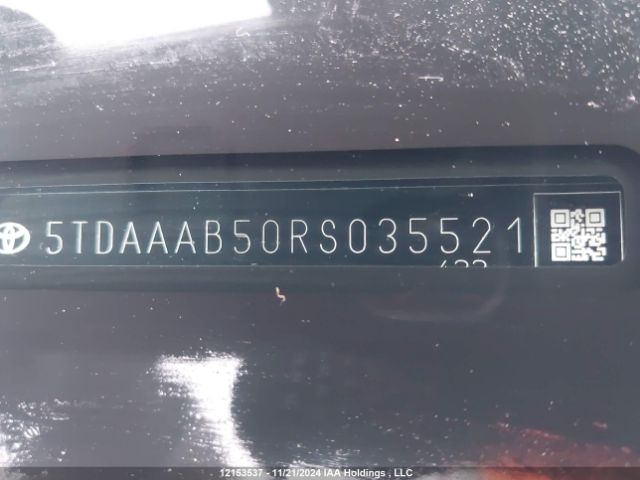 5TDAAAB50RS035521
12153537 - 11/21/2024 IAA Holdings , LLC